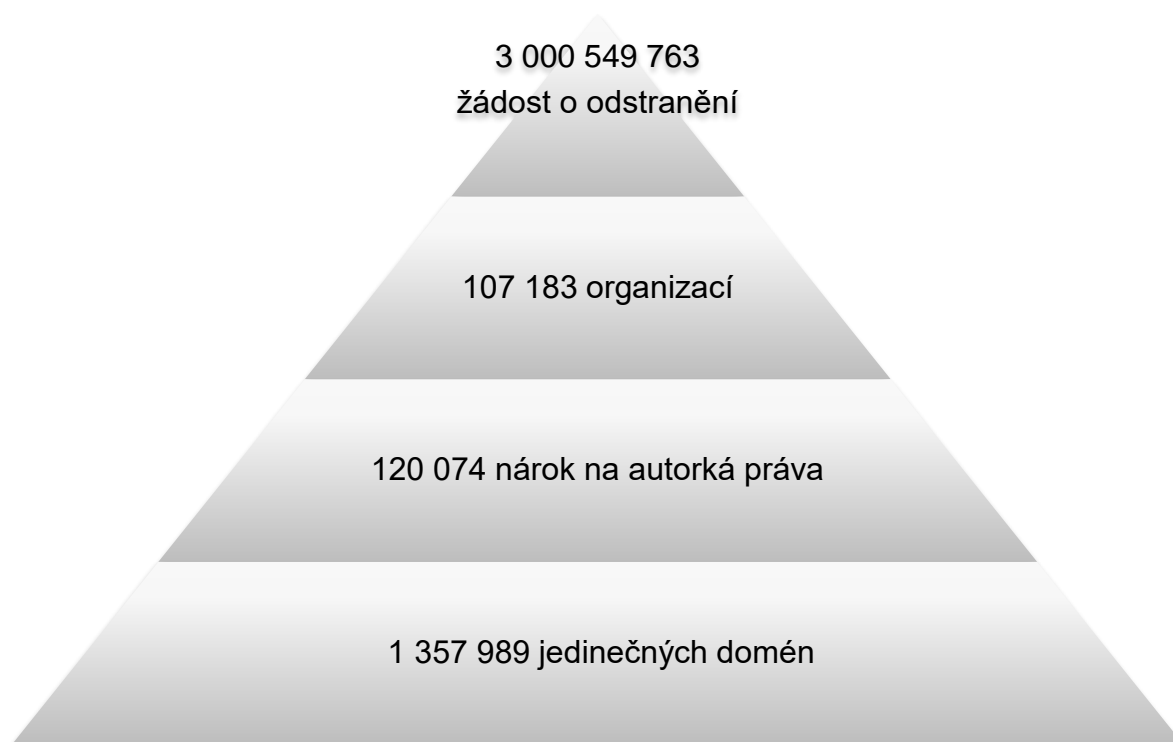 3 000 549 763
žádost o odstranění
107 183 organizací
120 074 nárok na autorká práva
1 357 989 jedinečných domén